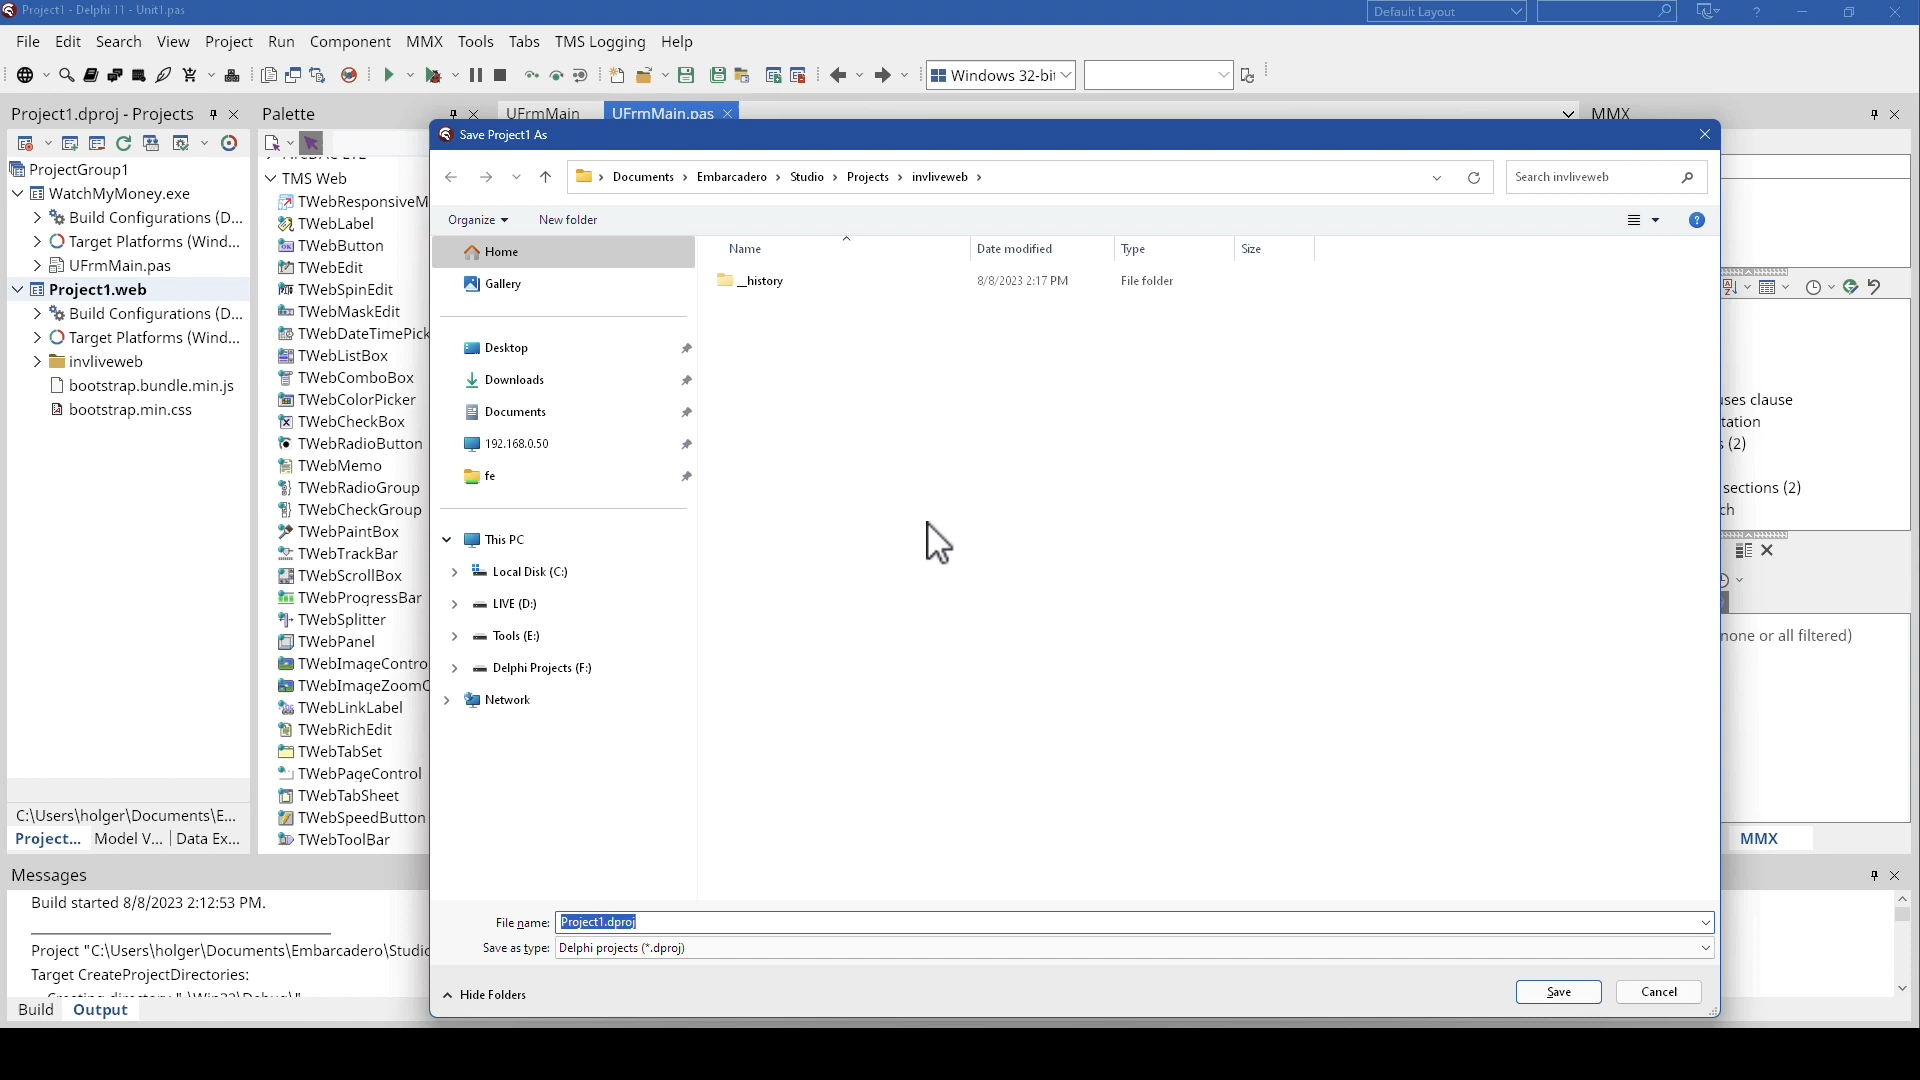 Project1 - Delphi 11 - Unit1.pas
Default Layout
File Edit Search View Project Run Component MMX Tools Tabs TMS Logging Help
Windows 32-bit
Project1.dproj - Projects
Palette
UFrmMain
UFrmMain.pas
MMX
ProjectGroup1
WatchMyMoney.exe
Build Configurations (D...
Target Platforms (Wind...
UFrmMain.pas
Project1.web
Build Configurations (D...
Target Platforms (Wind...
invliveweb
bootstrap.bundle.min.js
bootstrap.min.css
C:\Users\holger\Documents\E...
Project...
Model V...
Data Ex...
TMS Web
TWebResponsiveM
TWebLabel
TWebButton
TWebEdit
TWebSpinEdit
TWebMaskEdit
TWebDateTimePick
TWebListBox
TWebComboBox
TWebColorPicker
TWebCheckBox
TWebRadioButton
TWebMemo
TWebRadioGroup
TWebCheckGroup
TWebPaintBox
TWebTrackBar
TWebScrollBox
TWebProgressBar
TWebSplitter
TWebPanel
TWebImageContro
TWebImageZoomC
TWebLinkLabel
TWebRichEdit
TWebTabSet
TWebPageControl
TWebTabSheet
TWebSpeedButton
TWebToolBar
Save Project1 As
Documents > Embarcadero > Studio > Projects > invliveweb >
Search invliveweb
Organize
New folder
Home
Gallery
Desktop
Downloads
Documents
192.168.0.50
fe
This PC
Local Disk (C:)
LIVE (D:)
Tools (E:)
Delphi Projects (F:)
Network
Name Date modified Type Size
__history 8/8/2023 2:17 PM File folder
File name: Project1.dproj
Save as type: Delphi projects (*.dproj)
Hide Folders
Save
Cancel
uses clause
tation
s (2)
sections (2)
ch
none or all filtered)
MMX
Messages
Build started 8/8/2023 2:12:53 PM.
Project "C:\Users\holger\Documents\Embarcadero\Studio
Target CreateProjectDirectories:
Build
Output